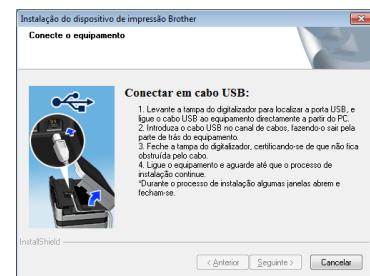 Instalação do dispositivo de impressão Brother
Conecte o equipamento
Conectar em cabo USB:
1. Levante a tampa do digitalizador para localizar a porta USB, e
ligue o cabo USB ao equipamento directamente a partir do PC.
2. Introduza o cabo USB no canal de cabos, fazendo-o sair pela
parte de trás do equipamento.
3. Feche a tampa do digitalizador, certificando-se de que não fica
obstruída pelo cabo.
4. Ligue o equipamento e aguarde até que o processo de
instalação continue.
*Durante o processo de instalação algumas janelas abrem e
fecham-se.
InstallShield
< Anterior
Seguinte >
Cancelar